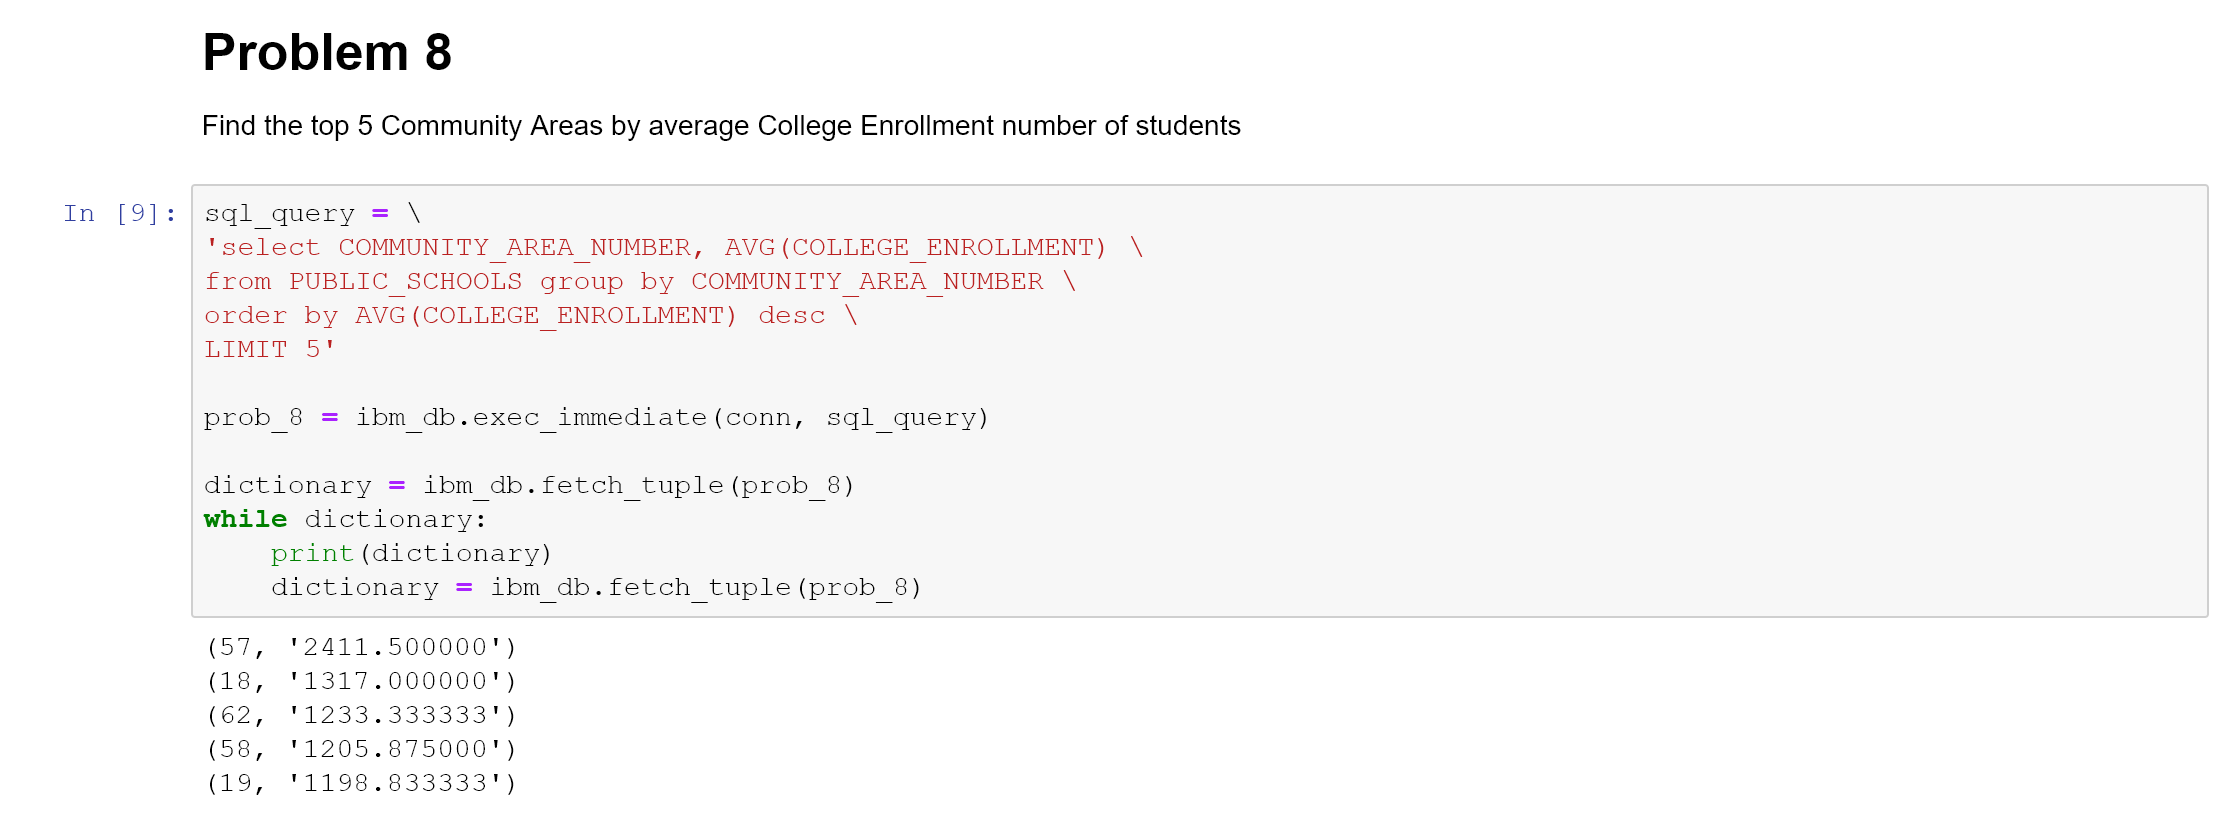 Problem 8
Find the top 5 Community Areas by average College Enrollment number of students
In [9]:
sql_query = \
'select COMMUNITY_AREA_NUMBER, AVG(COLLEGE_ENROLLMENT) \
from PUBLIC_SCHOOLS group by COMMUNITY_AREA_NUMBER \
order by AVG(COLLEGE_ENROLLMENT) desc \
LIMIT 5'
prob_8 = ibm_db.exec_immediate(conn, sql_query)
dictionary = ibm_db.fetch_tuple(prob_8)
while dictionary:
    print(dictionary)
    dictionary = ibm_db.fetch_tuple(prob_8)
(57, '2411.500000')
(18, '1317.000000')
(62, '1233.333333')
(58, '1205.875000')
(19, '1198.833333')